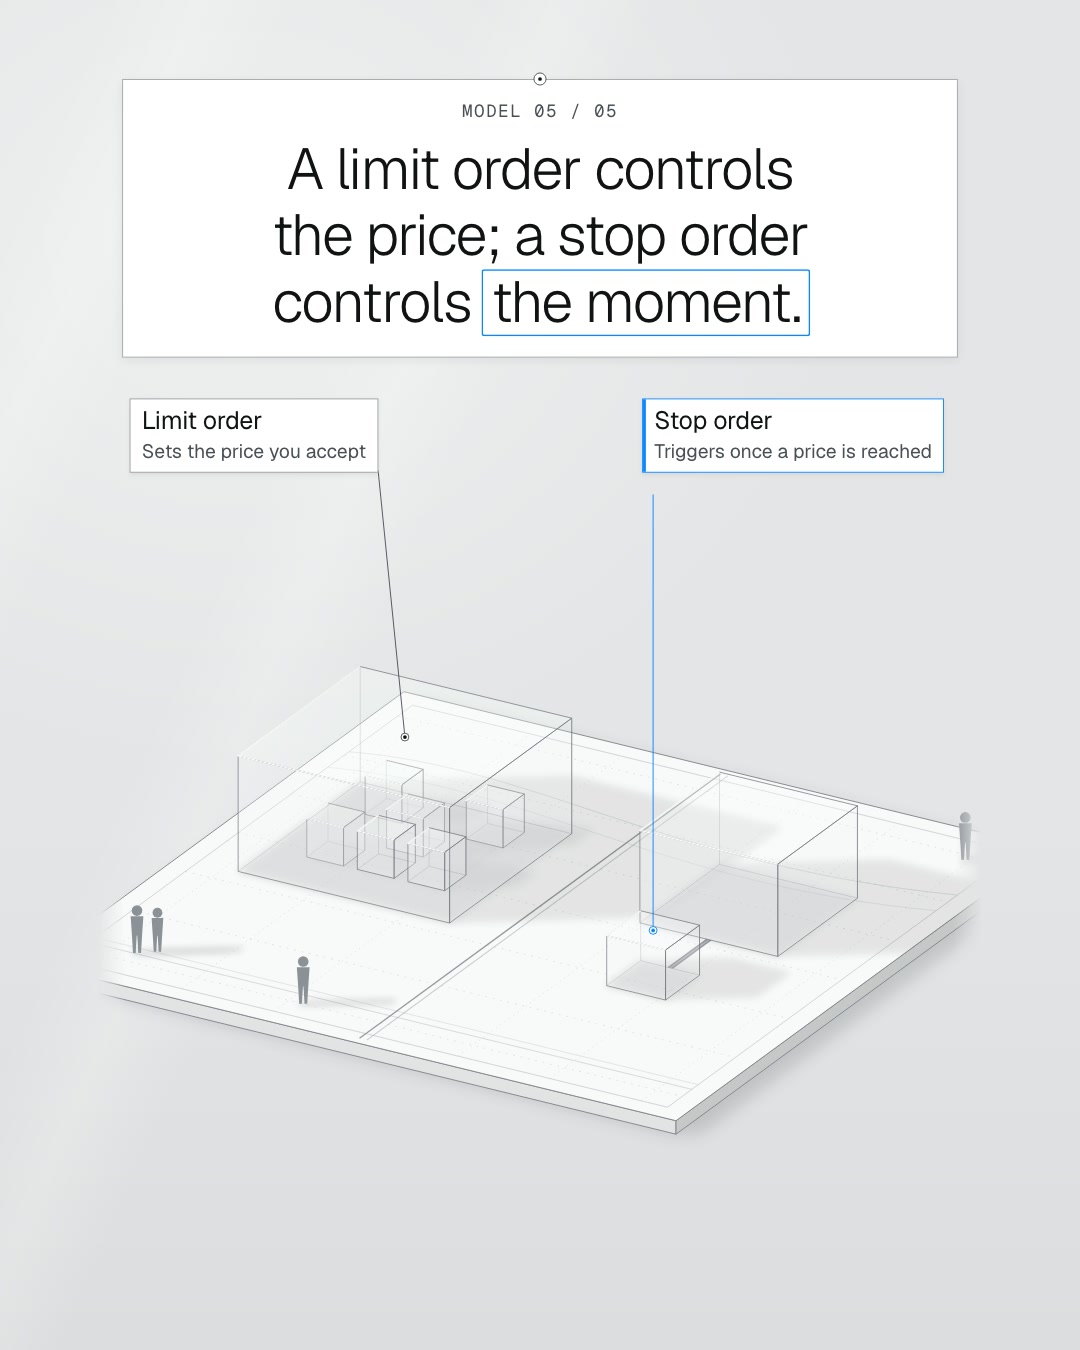 MODEL 05 / 05
A limit order controls
the price; a stop order
controls the moment.
Limit order
Sets the price you accept
Stop order
Triggers once a price is reached